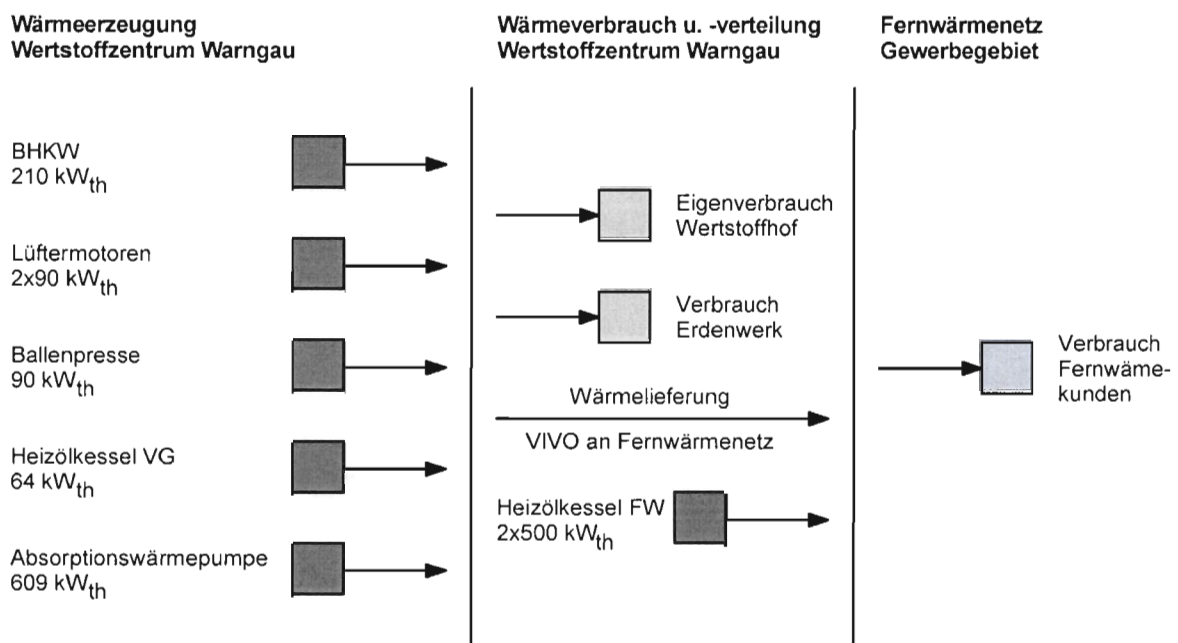 Wärmeerzeugung
Wertstoffzentrum Warngau
BHKW
210 kWth
Lüftermotoren
2x90 kWth
Ballenpresse
90 kWth
Heizölkessel VG
64 kWth
Absorptionswärmepumpe
609 kWth
Wärmeverbrauch u. -verteilung
Wertstoffzentrum Warngau
Eigenverbrauch
Wertstoffhof
Verbrauch
Erdenwerk
Wärmelieferung
VIVO an Fernwärmenetz
Heizölkessel FW
2x500 kWth
Fernwärmenetz
Gewerbegebiet
Verbrauch
Fernwäme-
kunden